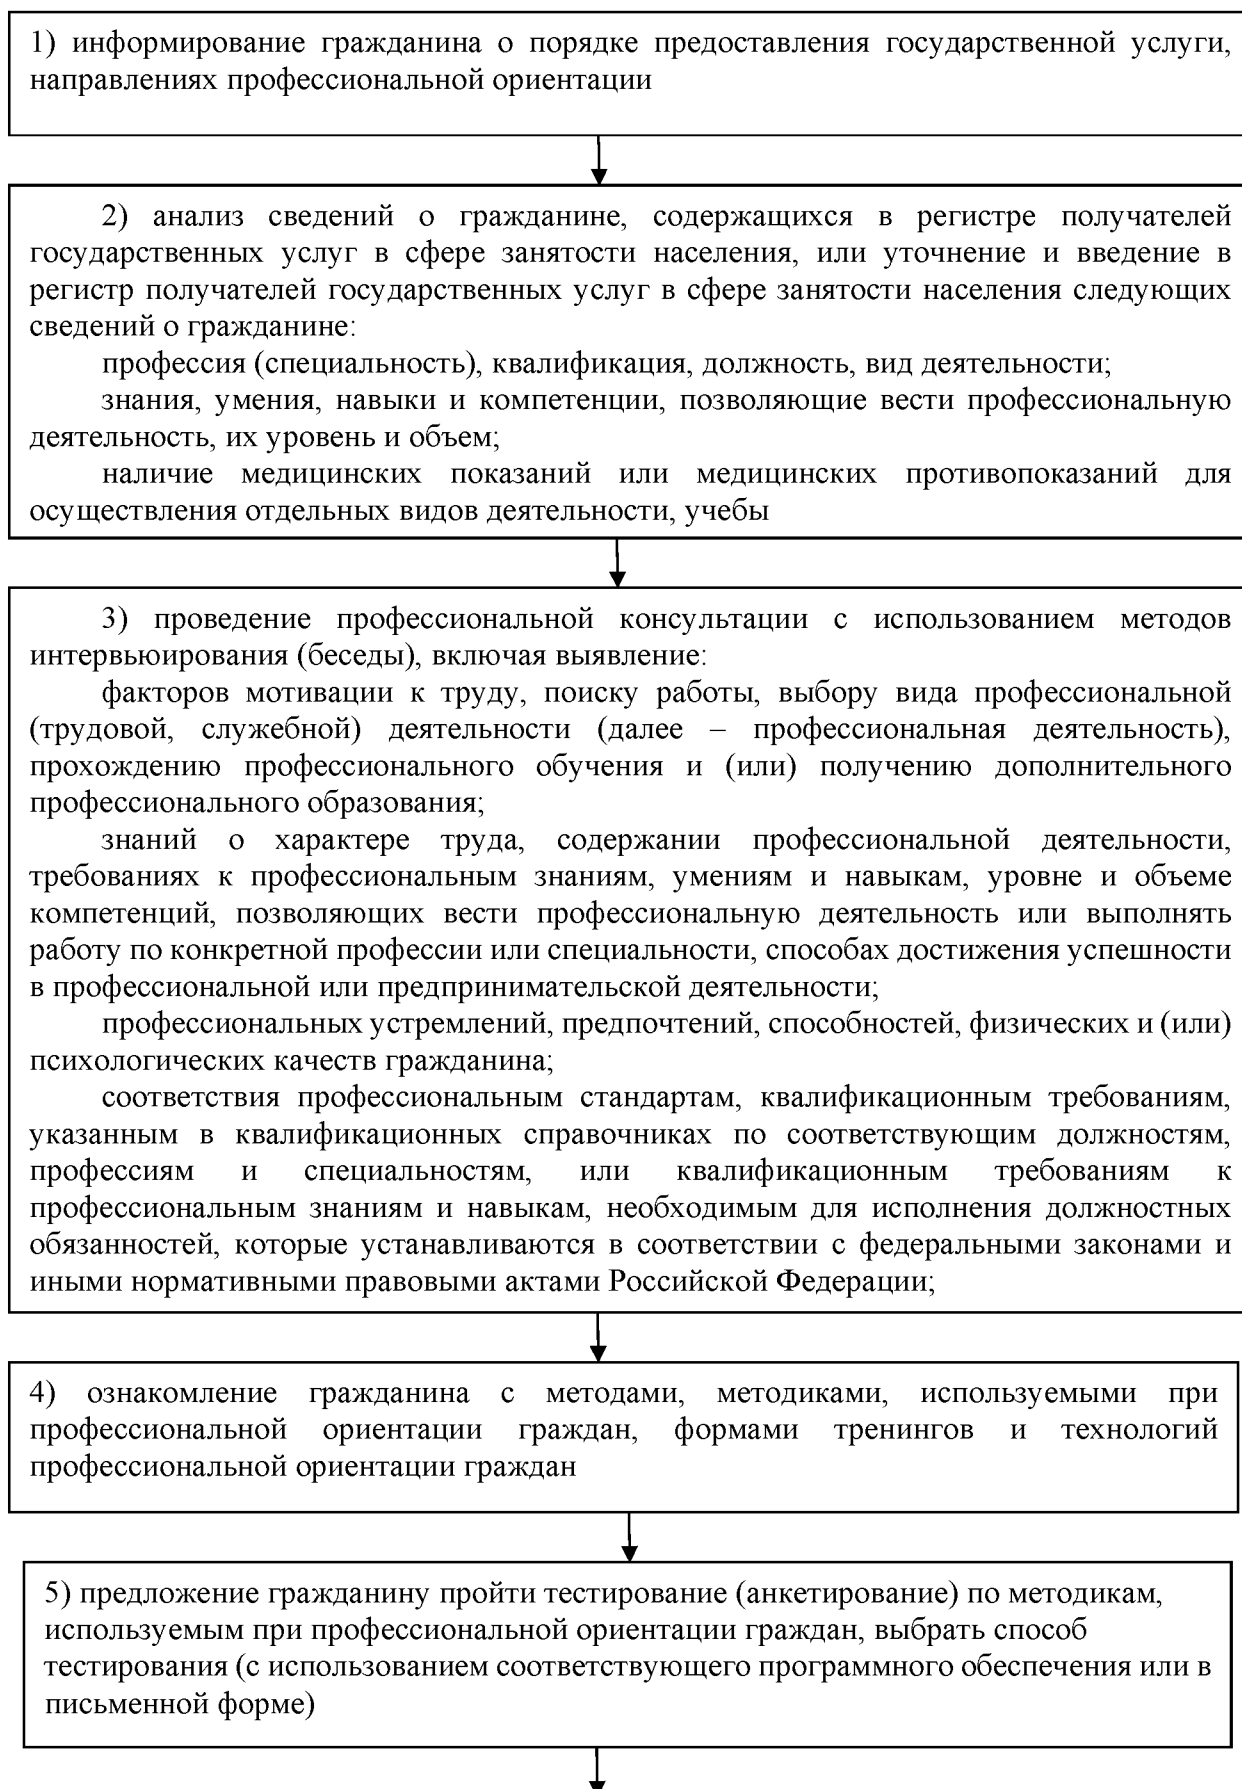 1) информирование гражданина о порядке предоставления государственной услуги,
направлениях профессиональной ориентации
2) анализ сведений о гражданине, содержащихся в регистре получателей
государственных услуг в сфере занятости населения, или уточнение и введение в
регистр получателей государственных услуг в сфере занятости населения следующих
сведений о гражданине:
профессия (специальность), квалификация, должность, вид деятельности;
знания, умения, навыки и компетенции, позволяющие вести профессиональную
деятельность, их уровень и объем;
наличие медицинских показаний или медицинских противопоказаний для
осуществления отдельных видов деятельности, учебы
3) проведение профессиональной консультации с использованием методов
интервьюирования (беседы), включая выявление:
факторов мотивации к труду, поиску работы, выбору вида профессиональной
(трудовой, служебной) деятельности (далее – профессиональная деятельность),
прохождению профессионального обучения и (или) получению дополнительного
профессионального образования;
знаний о характере труда, содержании профессиональной деятельности,
требованиях к профессиональным знаниям, умениям и навыкам, уровне и объеме
компетенций, позволяющих вести профессиональную деятельность или выполнять
работу по конкретной профессии или специальности, способах достижения успешности
в профессиональной или предпринимательской деятельности;
профессиональных устремлений, предпочтений, способностей, физических и (или)
психологических качеств гражданина;
соответствия профессиональным стандартам, квалификационным требованиям,
указанным в квалификационных справочниках по соответствующим должностям,
профессиям и специальностям, или квалификационным требованиям к
профессиональным знаниям и навыкам, необходимым для исполнения должностных
обязанностей, которые устанавливаются в соответствии с федеральными законами и
иными нормативными правовыми актами Российской Федерации;
4) ознакомление гражданина с методами, методиками, используемыми при
профессиональной ориентации граждан, формами тренингов и технологий
профессиональной ориентации граждан
5) предложение гражданину пройти тестирование (анкетирование) по методикам,
используемым при профессиональной ориентации граждан, выбрать способ
тестирования (с использованием соответствующего программного обеспечения или в
письменной форме)